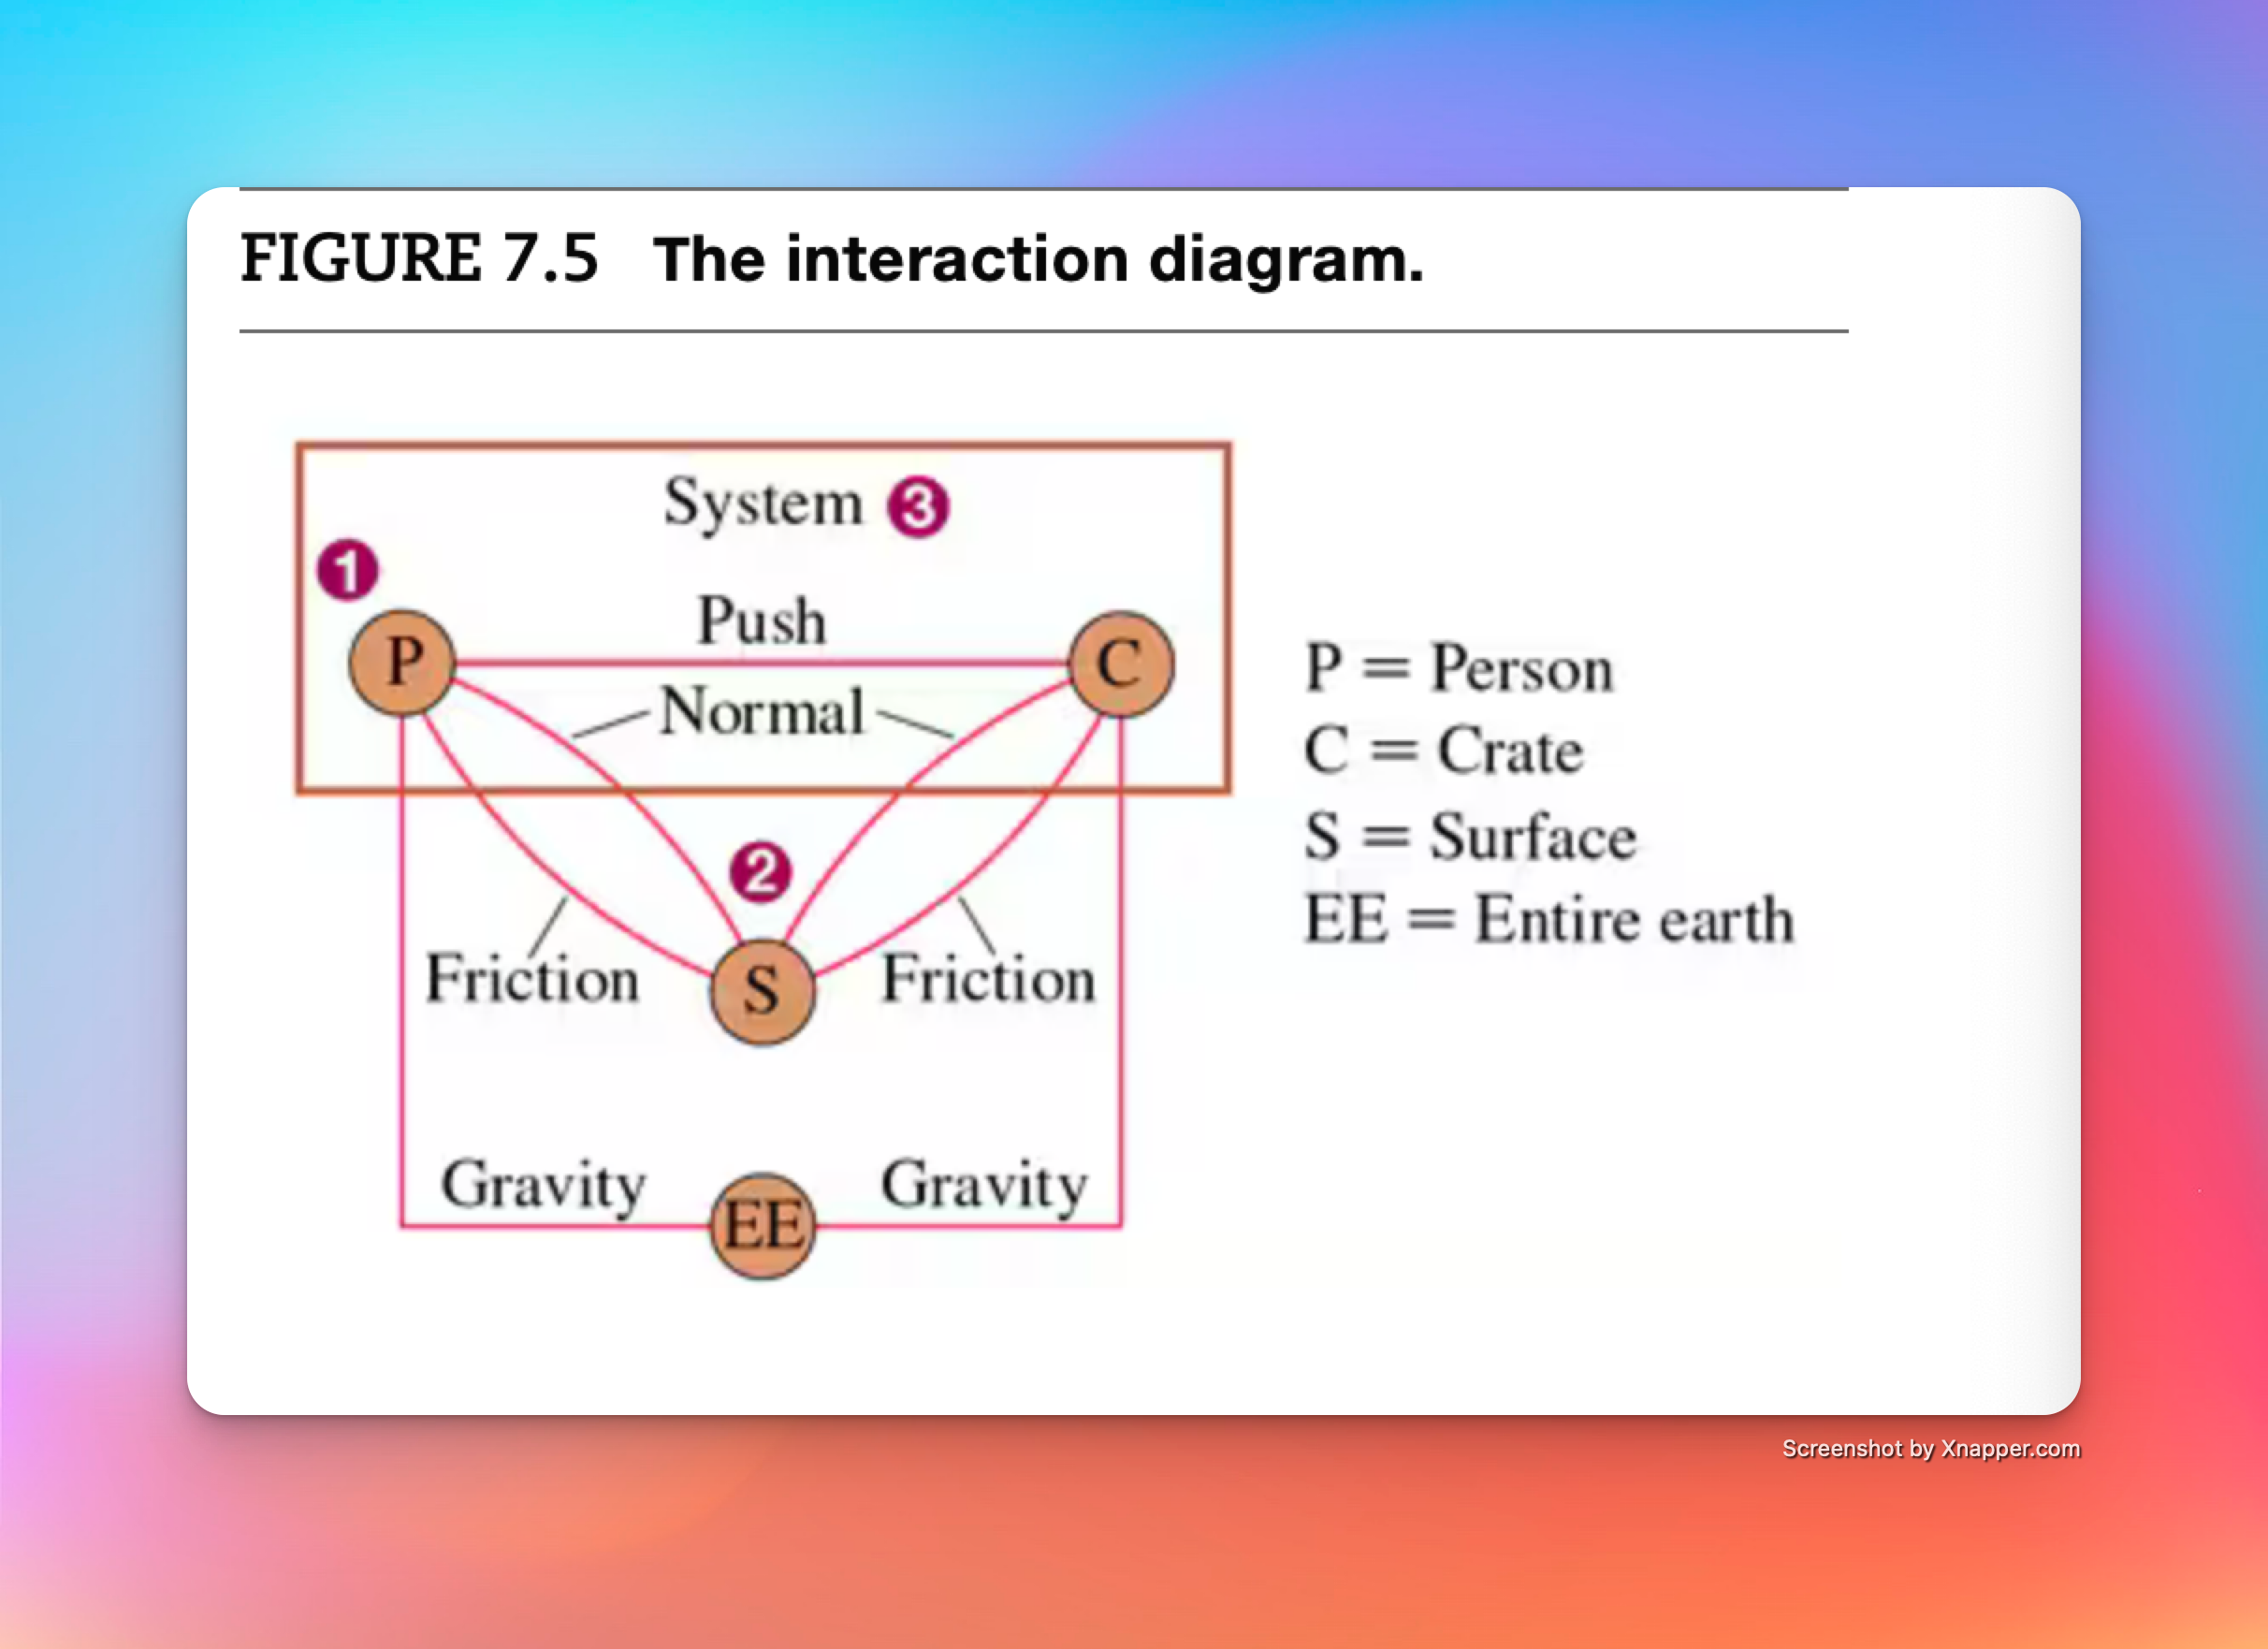 FIGURE 7.5 The interaction diagram.
System 3
1
Push
P
C
Normal
2
Friction
S
Friction
Gravity
EE
Gravity
P = Person
C = Crate
S = Surface
EE = Entire earth
Screenshot by Xnapper.com